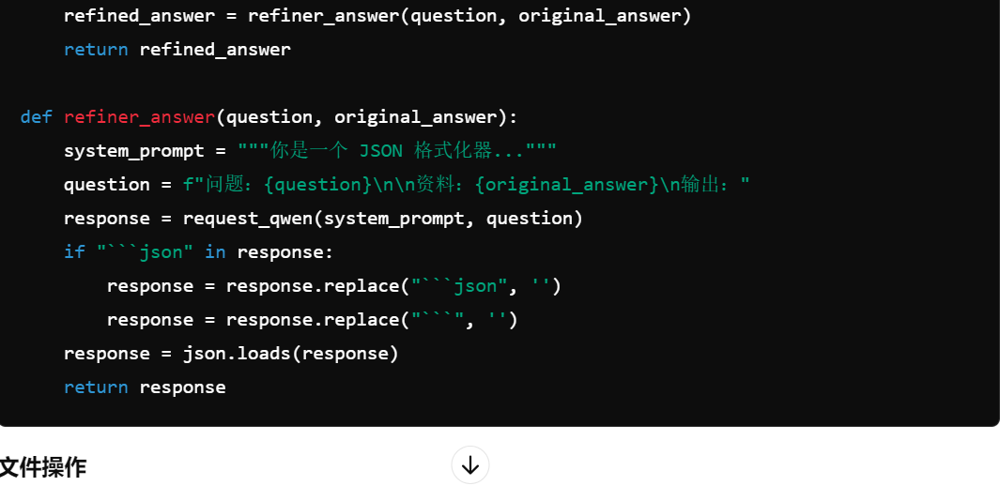 refined_answer = refiner_answer(question, original_answer)
return refined_answer
def refiner_answer(question, original_answer):
system_prompt = """你是一个 JSON 格式化器..."""
question = f"问题：{question}\n\n资料：{original_answer}\n输出："
response = request_qwen(system_prompt, question)
if "```json" in response:
response = response.replace("```json", '')
response = response.replace("```", '')
response = json.loads(response)
return response
文件操作